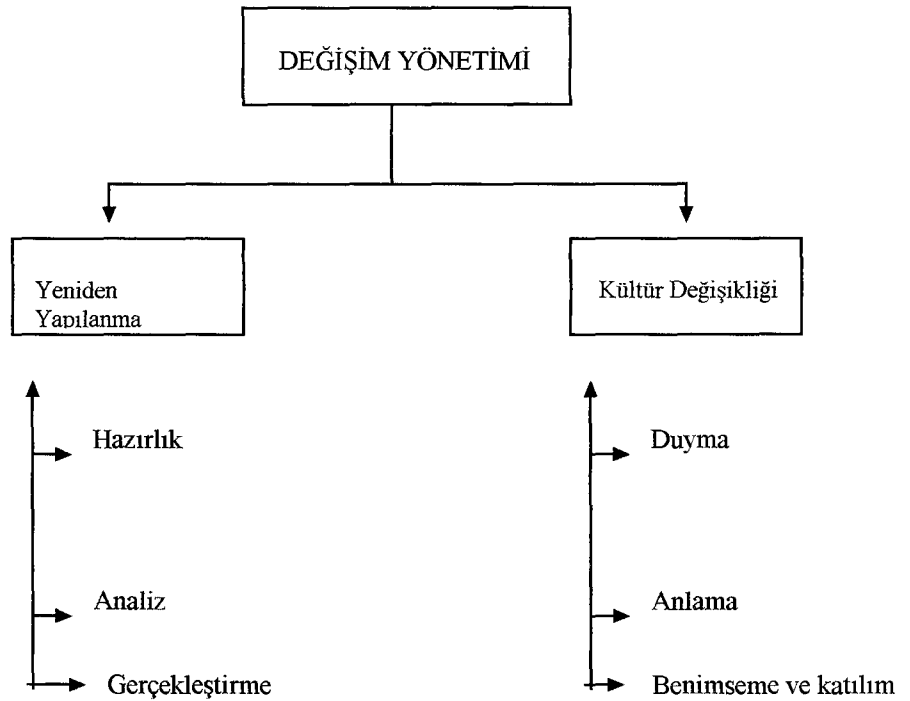 DEĞİŞİM YÖNETİMİ
Yeniden
Yapılanma
Kültür Değişikliği
Hazırlık
Analiz
Gerçekleştirme
Duyma
Anlama
Benimseme ve katılım